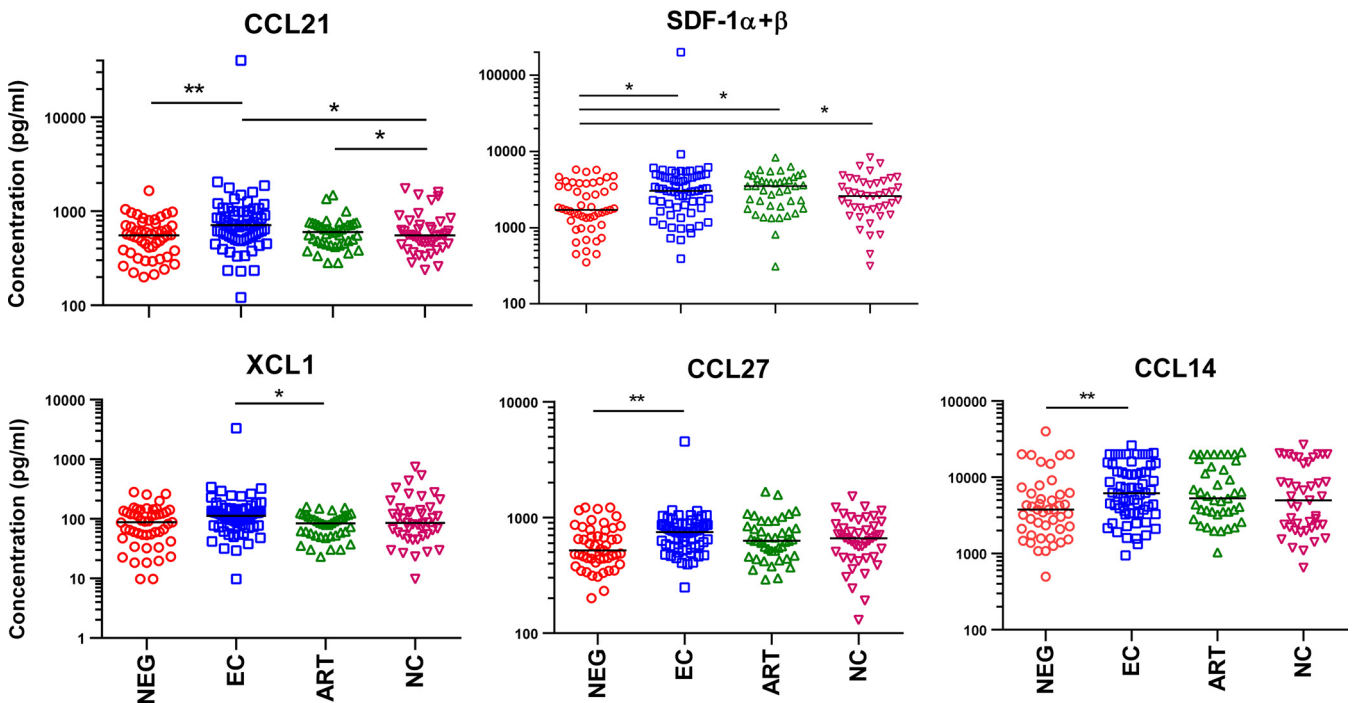 CCL21
SDF-1α+β
Concentration (pg/ml)
10000
1000
100
**
*
*
100000
10000
1000
100
*
*
*
XCL1
CCL27
CCL14
Concentration (pg/ml)
10000
1000
100
10
1
*
NEG
EC
ART
NC
10000
1000
100
**
NEG
EC
ART
NC
100000
10000
1000
100
**
NEG
EC
ART
NC